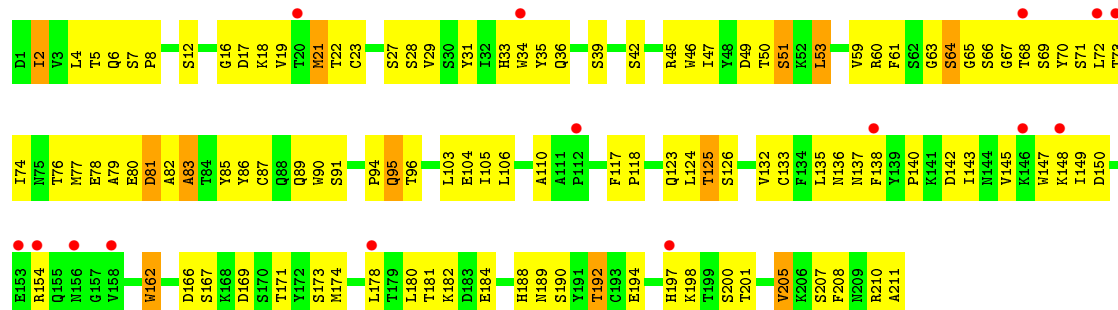 D1 I2 V3 L4 T5 Q6 S7 P8 S12 G16 D17 K18 V19 T20 M21 T22 C23 S27 S28 V29 S30 Y31 I32 H33 W34 Y35 Q36 S39 S42 R45 W46 I47 Y48 D49 T50 S51 K52 L53 V59 R60 F61 S62 G63 S64 G65 S66 G67 T68 S69 Y70 S71 L72 T73
I74 N75 T76 M77 E78 A79 E80 D81 A82 A83 T84 Y85 Y86 C87 Q88 Q89 W90 S91 P94 Q95 T96 L103 E104 I105 L106 A110 A111 P112 F117 P118 Q123 L124 T125 S126 V132 C133 F134 L135 N136 N137 F138 Y139 P140 K141 D142 I143 N144 V145 K146 W147 K148 I149 D150
E153 R154 Q155 N156 G157 V158 W162 D166 S167 K168 D169 S170 T171 Y172 S173 M174 L178 T179 L180 T181 K182 D183 E184 H188 N189 S190 Y191 T192 C193 E194 H197 K198 T199 S200 T201 V205 K206 S207 F208 N209 R210 A211